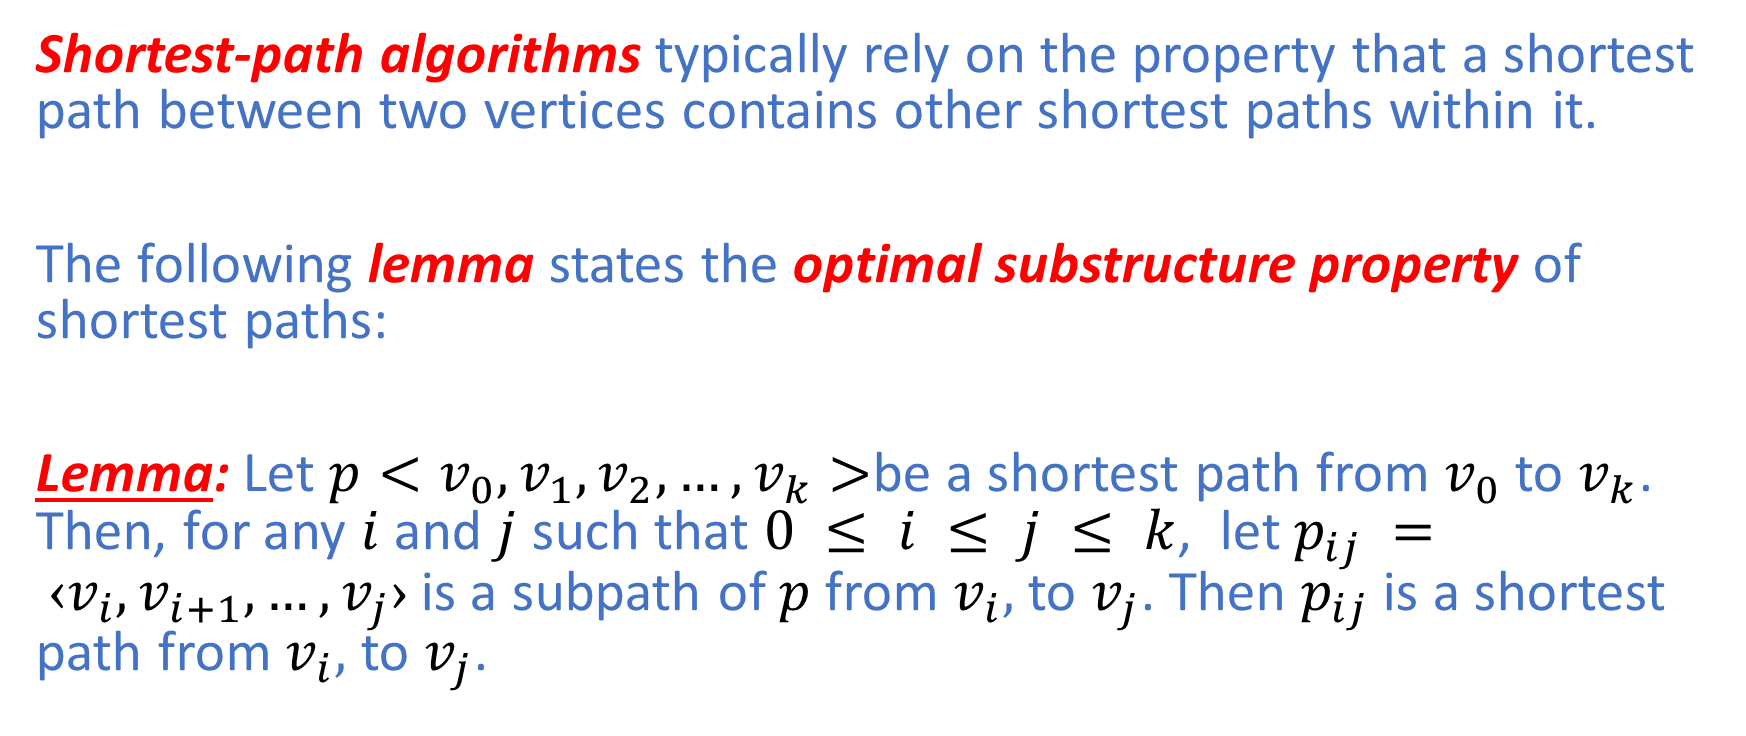 Shortest-path algorithms typically rely on the property that a shortest
path between two vertices contains other shortest paths within it.
The following lemma states the optimal substructure property of
shortest paths:
Lemma: Let p < v₀, v₁, v₂, … , vₖ >be a shortest path from v₀ to vₖ.
Then, for any i and j such that 0 ≤ i ≤ j ≤ k, let pᵢⱼ =
‹vᵢ, vᵢ₊₁, … , vⱼ› is a subpath of p from vᵢ, to vⱼ. Then pᵢⱼ is a shortest
path from vᵢ, to vⱼ.